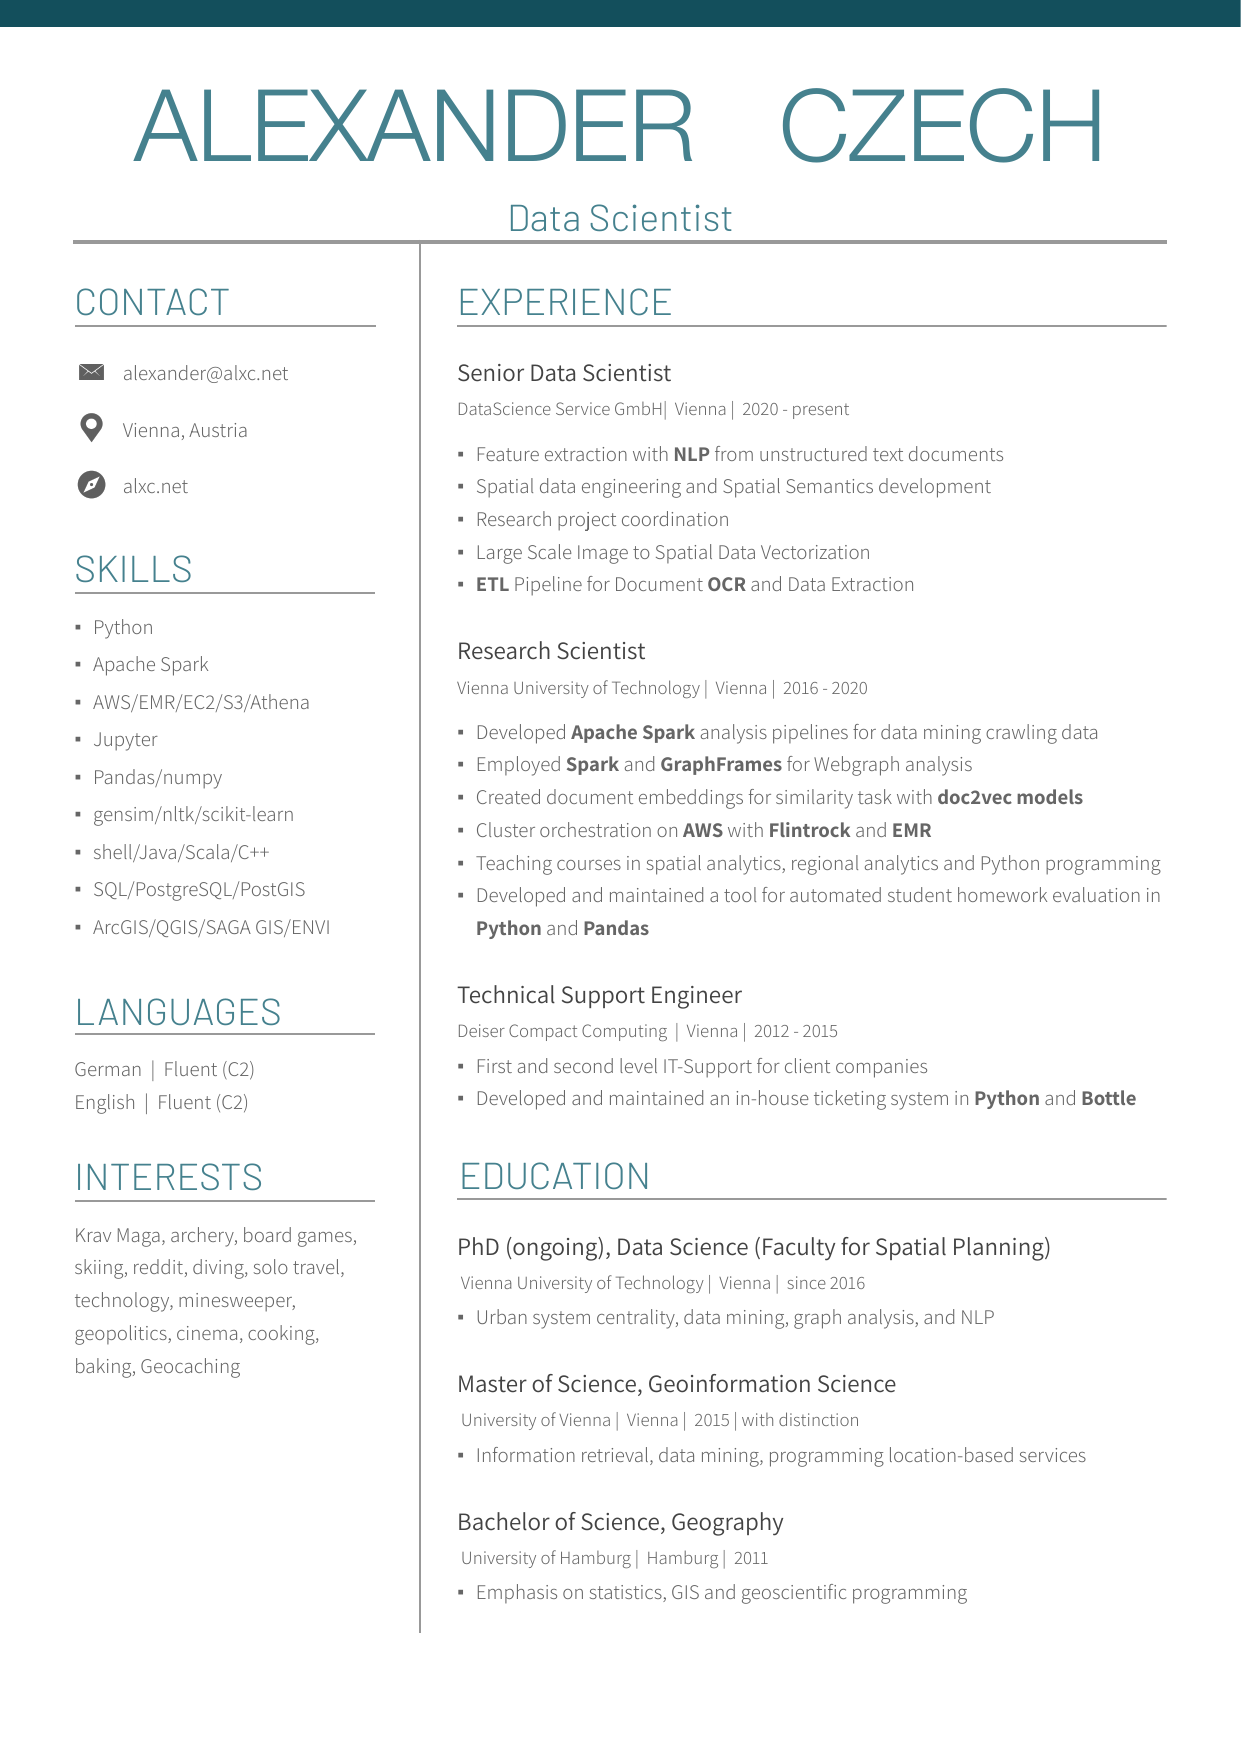 ALEXANDER CZECH
Data Scientist
CONTACT
alexander@alxc.net
Vienna, Austria
alxc.net
SKILLS
▪ Python
▪ Apache Spark
▪ AWS/EMR/EC2/S3/Athena
▪ Jupyter
▪ Pandas/numpy
▪ gensim/nltk/scikit-learn
▪ shell/Java/Scala/C++
▪ SQL/PostgreSQL/PostGIS
▪ ArcGIS/QGIS/SAGA GIS/ENVI
LANGUAGES
German | Fluent (C2)
English | Fluent (C2)
INTERESTS
Krav Maga, archery, board games,
skiing, reddit, diving, solo travel,
technology, minesweeper,
geopolitics, cinema, cooking,
baking, Geocaching
EXPERIENCE
Senior Data Scientist
DataScience Service GmbH| Vienna | 2020 - present
▪ Feature extraction with NLP from unstructured text documents
▪ Spatial data engineering and Spatial Semantics development
▪ Research project coordination
▪ Large Scale Image to Spatial Data Vectorization
▪ ETL Pipeline for Document OCR and Data Extraction
Research Scientist
Vienna University of Technology | Vienna | 2016 - 2020
▪ Developed Apache Spark analysis pipelines for data mining crawling data
▪ Employed Spark and GraphFrames for Webgraph analysis
▪ Created document embeddings for similarity task with doc2vec models
▪ Cluster orchestration on AWS with Flintrock and EMR
▪ Teaching courses in spatial analytics, regional analytics and Python programming
▪ Developed and maintained a tool for automated student homework evaluation in
Python and Pandas
Technical Support Engineer
Deiser Compact Computing | Vienna | 2012 - 2015
▪ First and second level IT-Support for client companies
▪ Developed and maintained an in-house ticketing system in Python and Bottle
EDUCATION
PhD (ongoing), Data Science (Faculty for Spatial Planning)
Vienna University of Technology | Vienna | since 2016
▪ Urban system centrality, data mining, graph analysis, and NLP
Master of Science, Geoinformation Science
University of Vienna | Vienna | 2015 | with distinction
▪ Information retrieval, data mining, programming location-based services
Bachelor of Science, Geography
University of Hamburg | Hamburg | 2011
▪ Emphasis on statistics, GIS and geoscientific programming